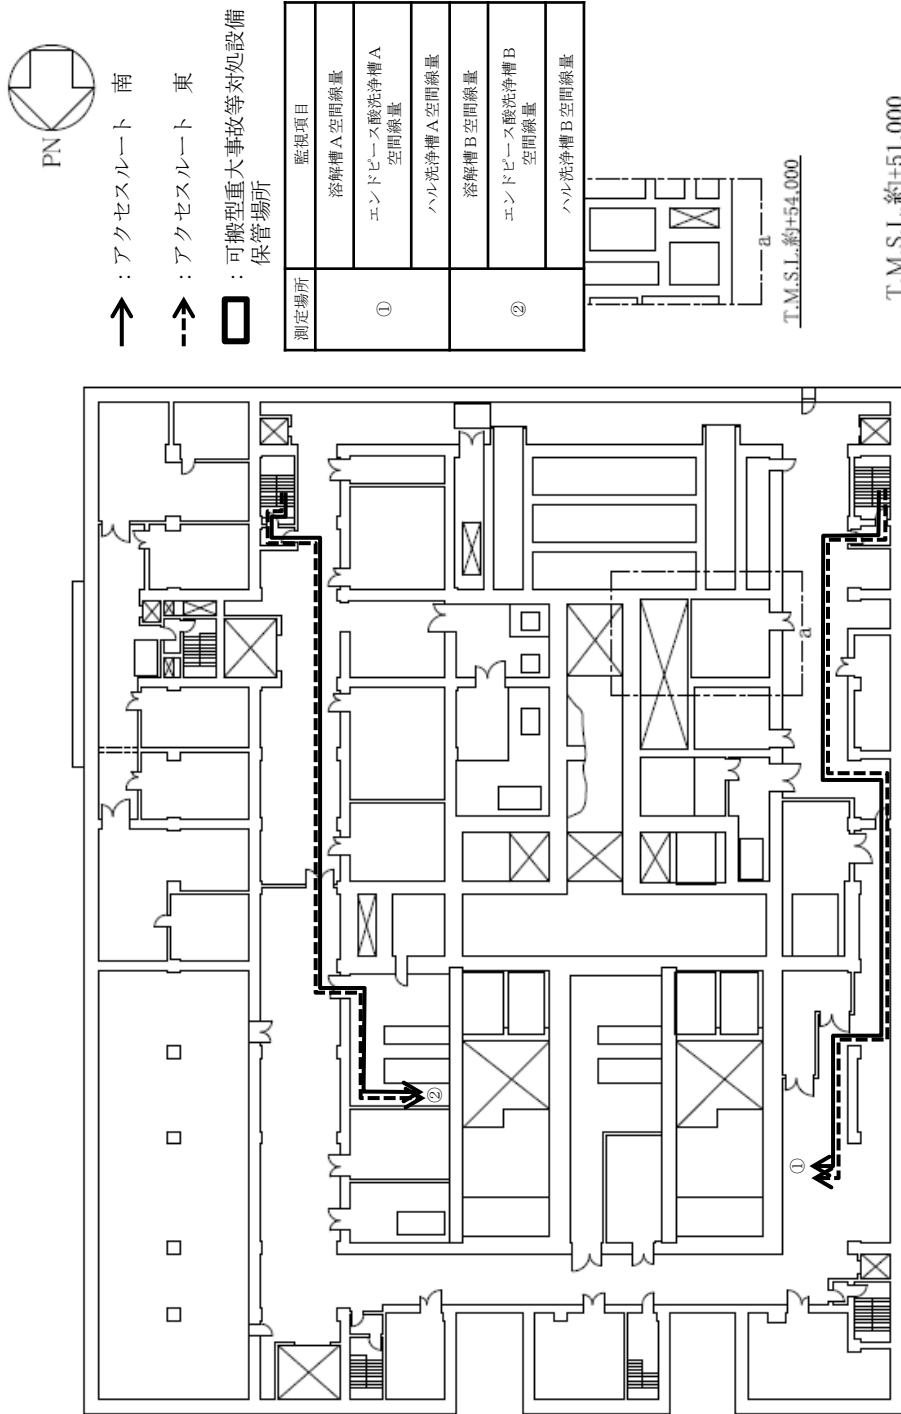 PN
：アクセスルート　南
：アクセスルート　東
：可搬型重大事故等対処設備
保管場所
測定場所　監視項目
①　溶解槽A空間線量
エンドピース酸洗浄槽A
空間線量
ハル洗浄槽A空間線量
②　溶解槽B空間線量
エンドピース酸洗浄槽B
空間線量
ハル洗浄槽B空間線量
a
T.M.S.L.約+54.000
a
②
①
T.M.S.L.約+51.000